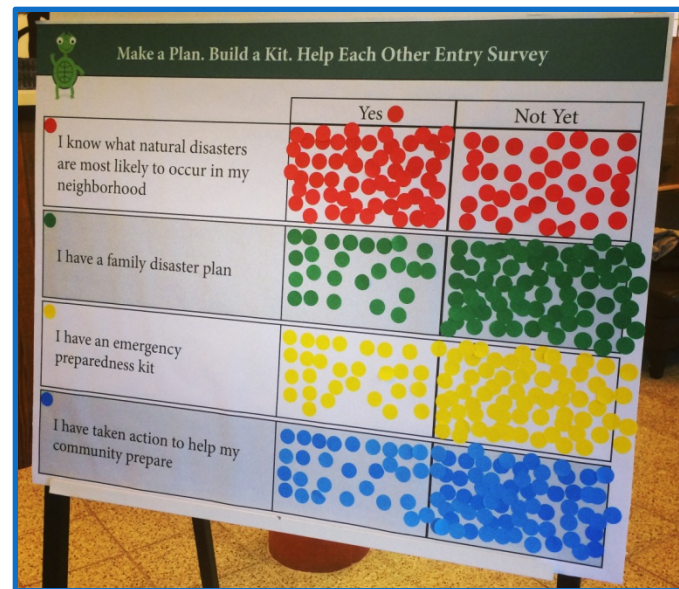 Make a Plan. Build a Kit. Help Each Other Entry Survey
Yes
Not Yet
I know what natural disasters
are most likely to occur in my
neighborhood
I have a family disaster plan
I have an emergency
preparedness kit
I have taken action to help my
community prepare